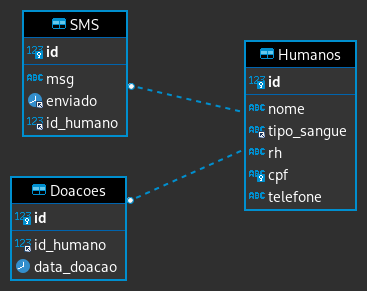 SMS
123 id
ABC msg
enviado
123 id_humano
Humanos
123 id
ABC nome
ABC tipo_sangue
ABC rh
ABC cpf
ABC telefone
Doacoes
123 id
123 id_humano
data_doacao